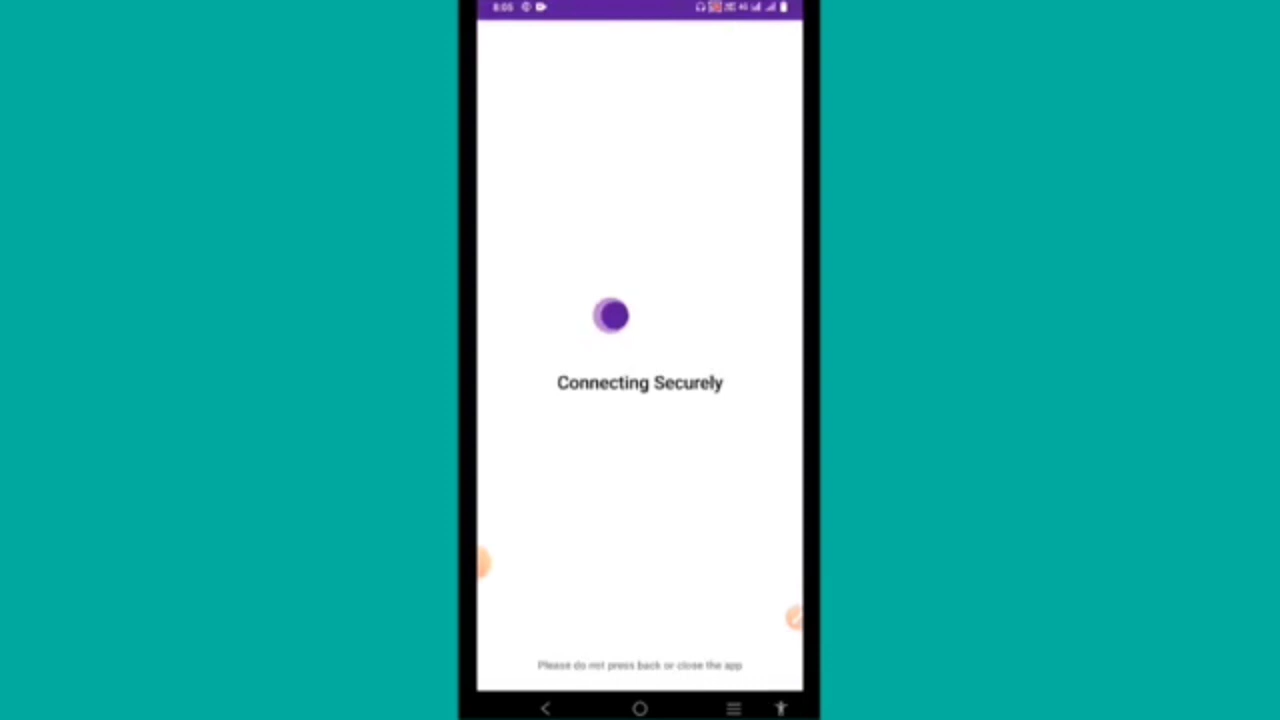 8:05
Connecting Securely
Please do not press back or close the app